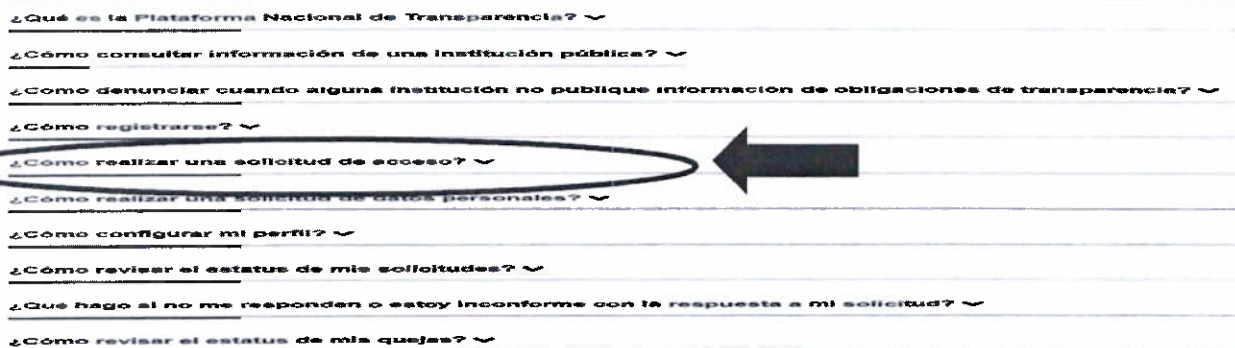 ¿Qué es la Plataforma Nacional de Transparencia?
¿Cómo consultar información de una institución pública?
¿Cómo denunciar cuando alguna institución no publique información de obligaciones de transparencia?
¿Cómo registrarse?
¿Cómo realizar una solicitud de acceso?
¿Cómo realizar una solicitud de datos personales?
¿Cómo configurar mi perfil?
¿Cómo revisar el estatus de mis solicitudes?
¿Qué hago si no me responden o estoy inconforme con la respuesta a mi solicitud?
¿Cómo revisar el estatus de mis quejas?